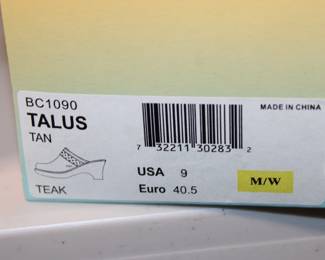 BC1090
TALUS
TAN
TEAK
MADE IN CHINA
7 32211 30283 2
USA 9
Euro 40.5
M/W